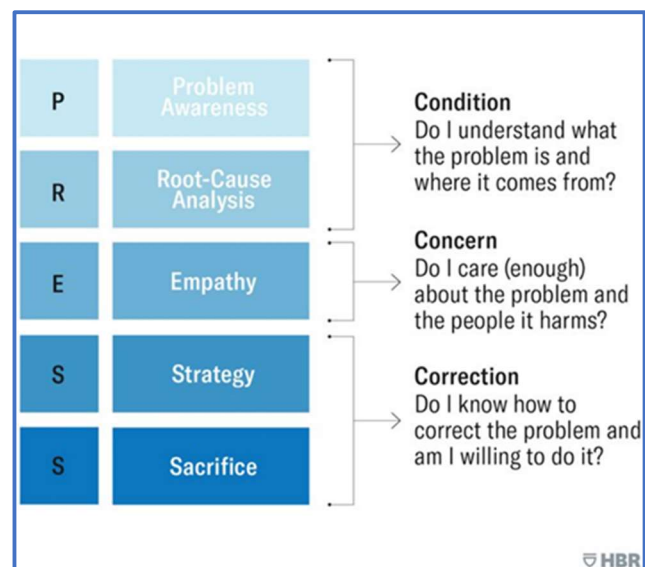 P
Problem
Awareness
R
Root-Cause
Analysis
E
Empathy
S
Strategy
S
Sacrifice
Condition
Do I understand what
the problem is and
where it comes from?
Concern
Do I care (enough)
about the problem and
the people it harms?
Correction
Do I know how to
correct the problem and
am I willing to do it?
HBR